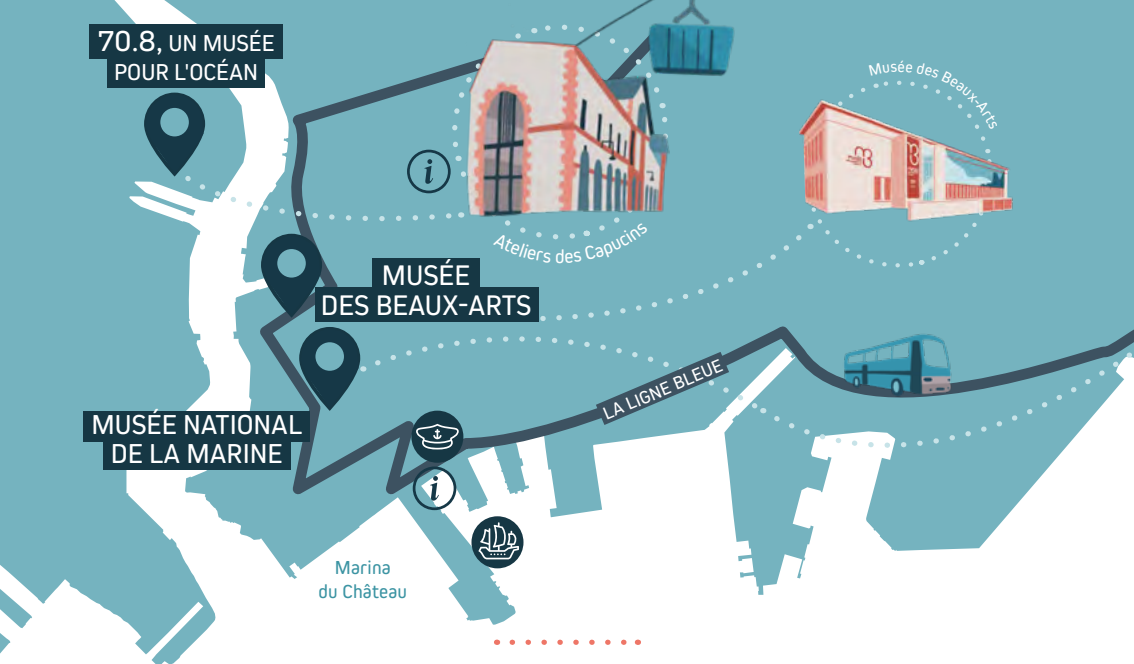 70.8, UN MUSÉE
POUR L'OCÉAN
Musée des Beaux-Arts
i
Ateliers des Capucins
MUSÉE
DES BEAUX-ARTS
LA LIGNE BLEUE
MUSÉE NATIONAL
DE LA MARINE
i
Marina
du Château